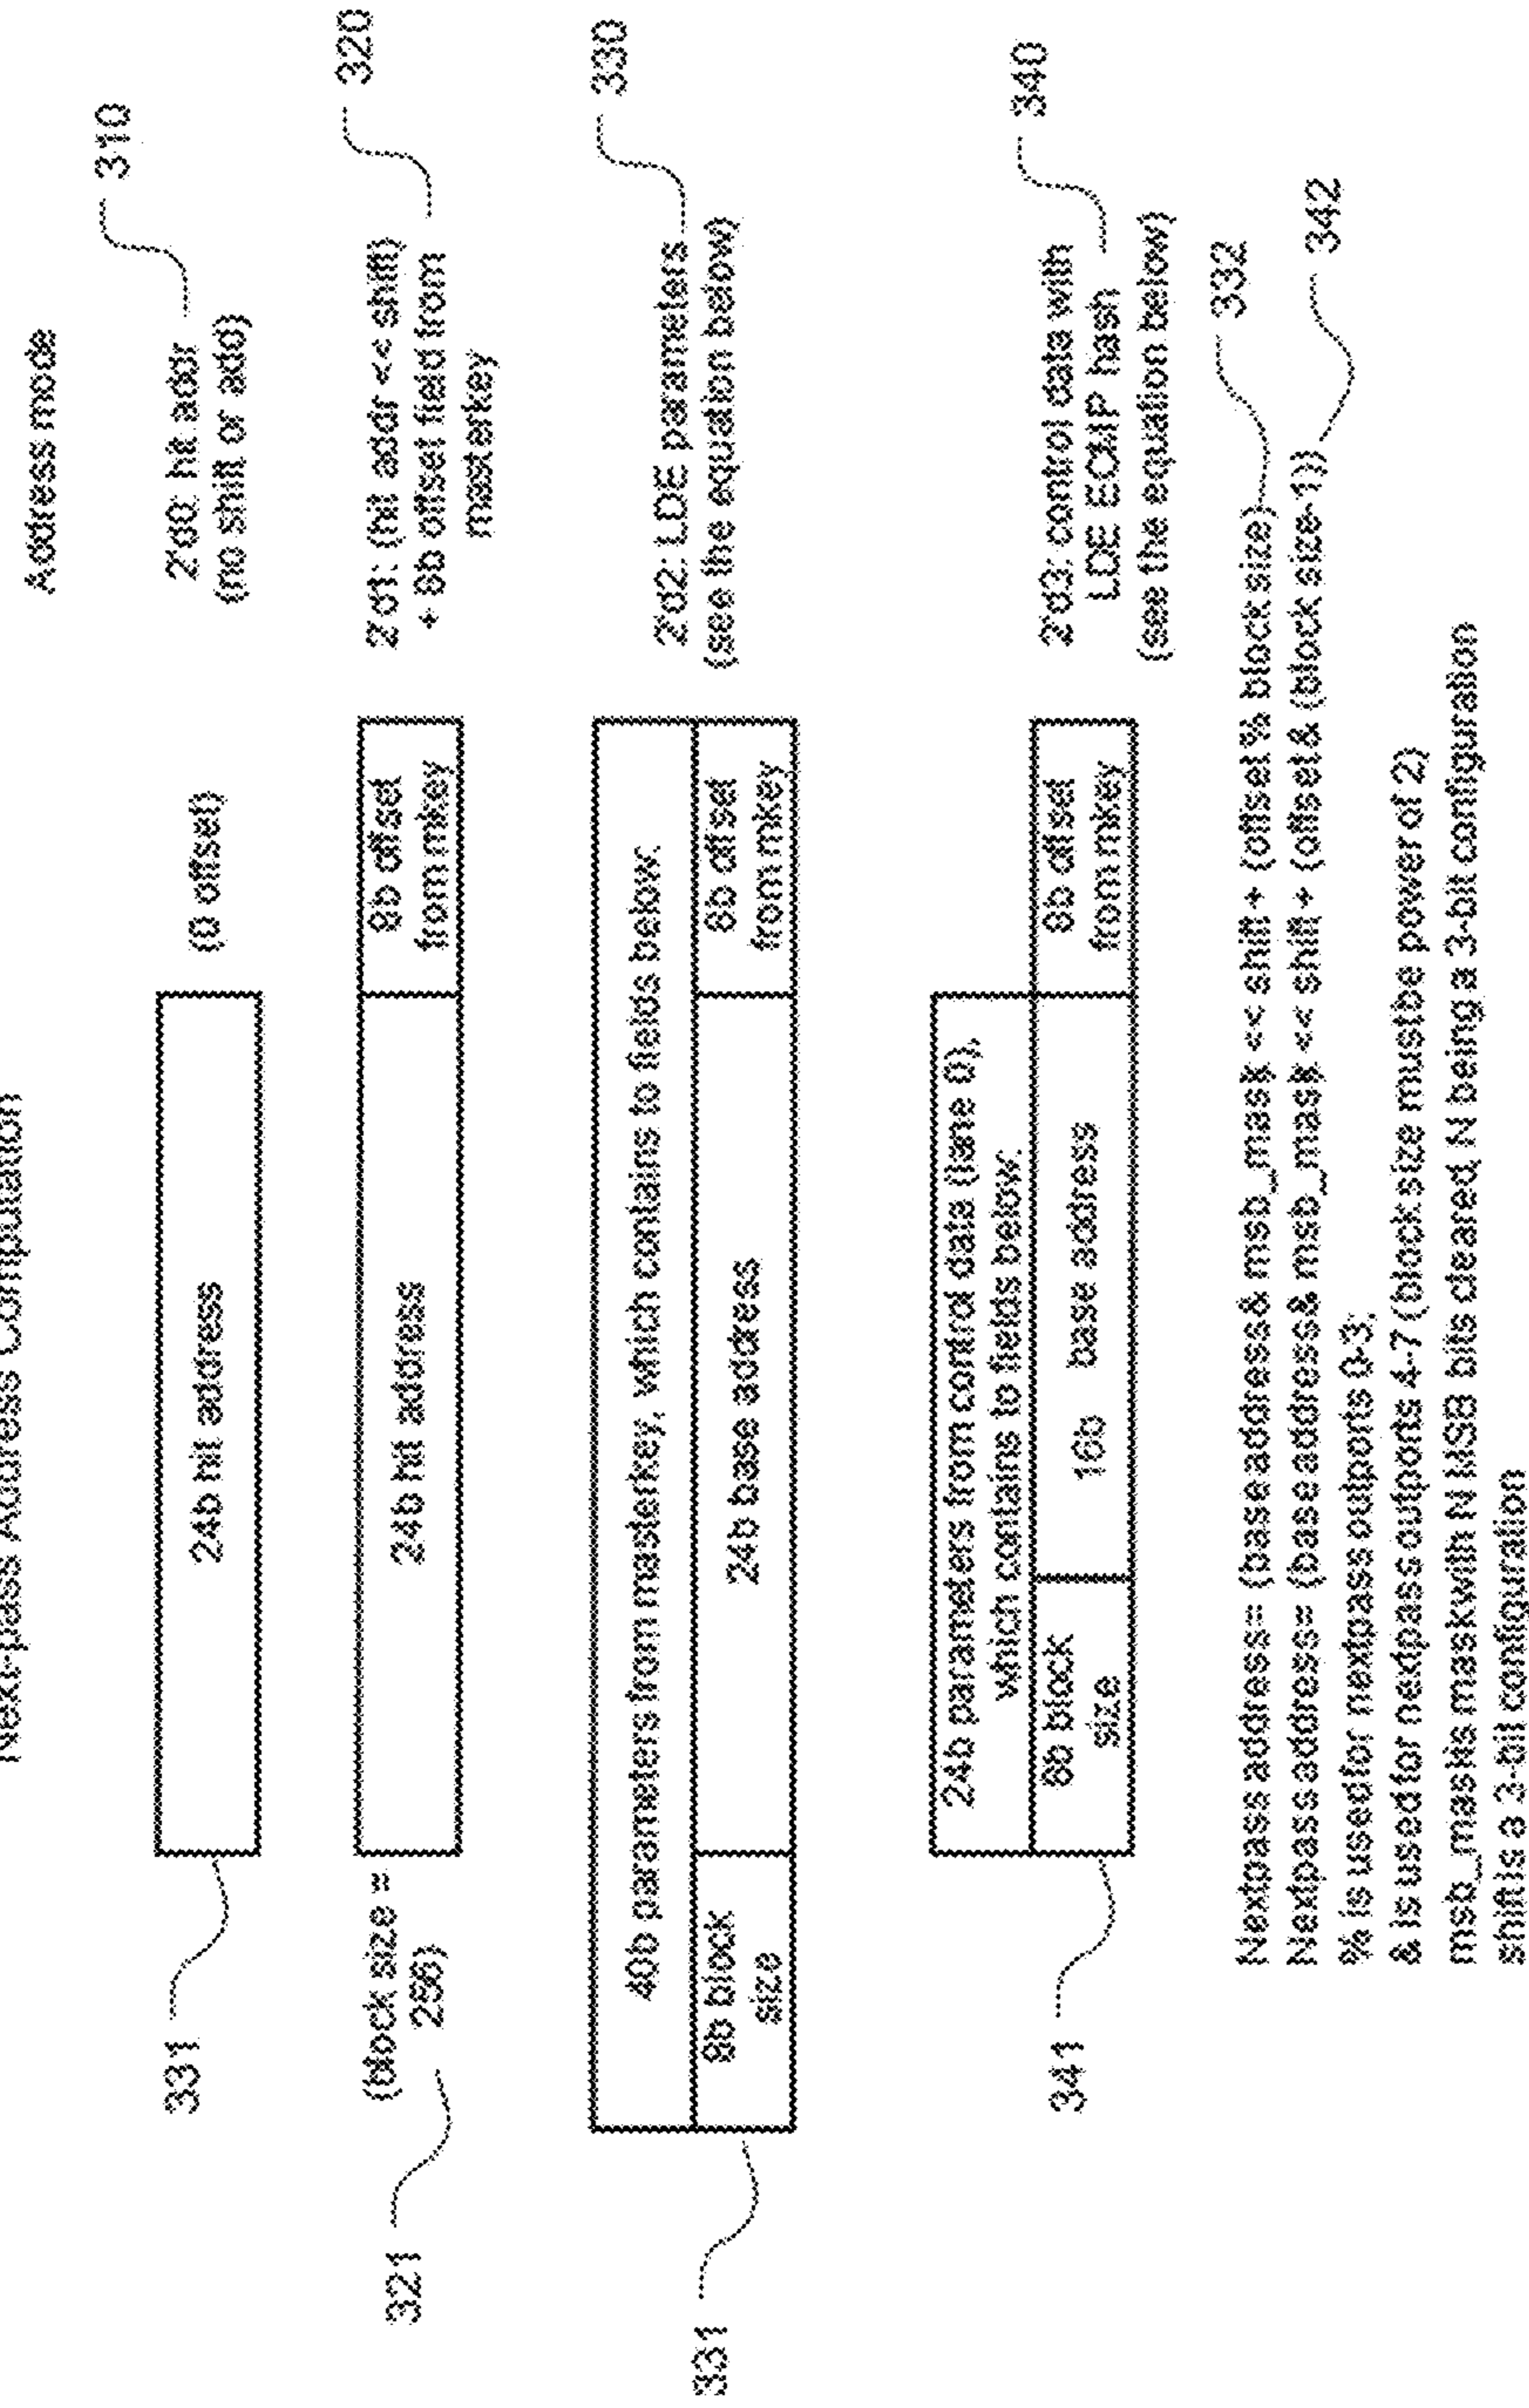 Next-pass Address Computation
Address mode
331
24b hit address
(0 offset)
2'd0: hit addr
(no shift or add)
310
321
(block size =
256)
24b hit address
8b offset
from mkey
2'd1: (hit addr << shift)
+ 8b offset field from
masterkey
320
331
40b parameters from masterkey, which contains to fields below:
8b block
size
24b base address
8b offset
from mkey
2'd2: LDE parameters
(see the equation below)
330
341
24b parameters from control data (lane 0),
which contains to fields below:
8b block
size
16b base address
8b offset
from mkey
2'd3: control data with
LDE ECMP hash
(see the equation below)
340
Nextpass address= (base address& msb_mask << shift + (offset % block size)
332
Nextpass address= (base address& msb_mask << shift + (offset & (block size-1))
342
% is used for nextpass outports 0-3;
& is used for nextpass outports 4-7 (block size must be power of 2)
msb_mask is mask with N MSB bits cleared, N being a 3-bit configuration
shift is a 3-bit configuration